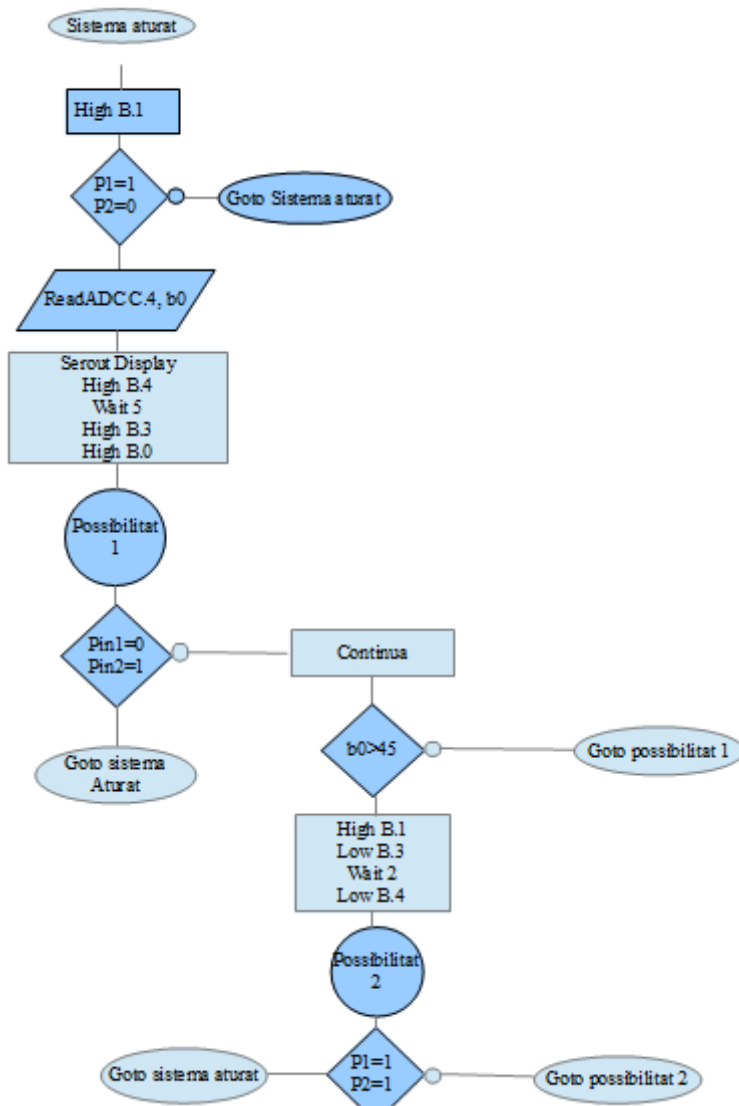 Sistema aturat
High B.1
P1=1
P2=0
Goto Sistema aturat
ReadADCC.4, b0
Serout Display
High B.4
Wait 5
High B.3
High B.0
Possibilitat
1
Pin1=0
Pin2=1
Continua
Goto sistema
Aturat
b0>45
Goto possibilitat 1
High B.1
Low B.3
Wait 2
Low B.4
Possibilitat
2
Goto sistema aturat
P1=1
P2=1
Goto possibilitat 2